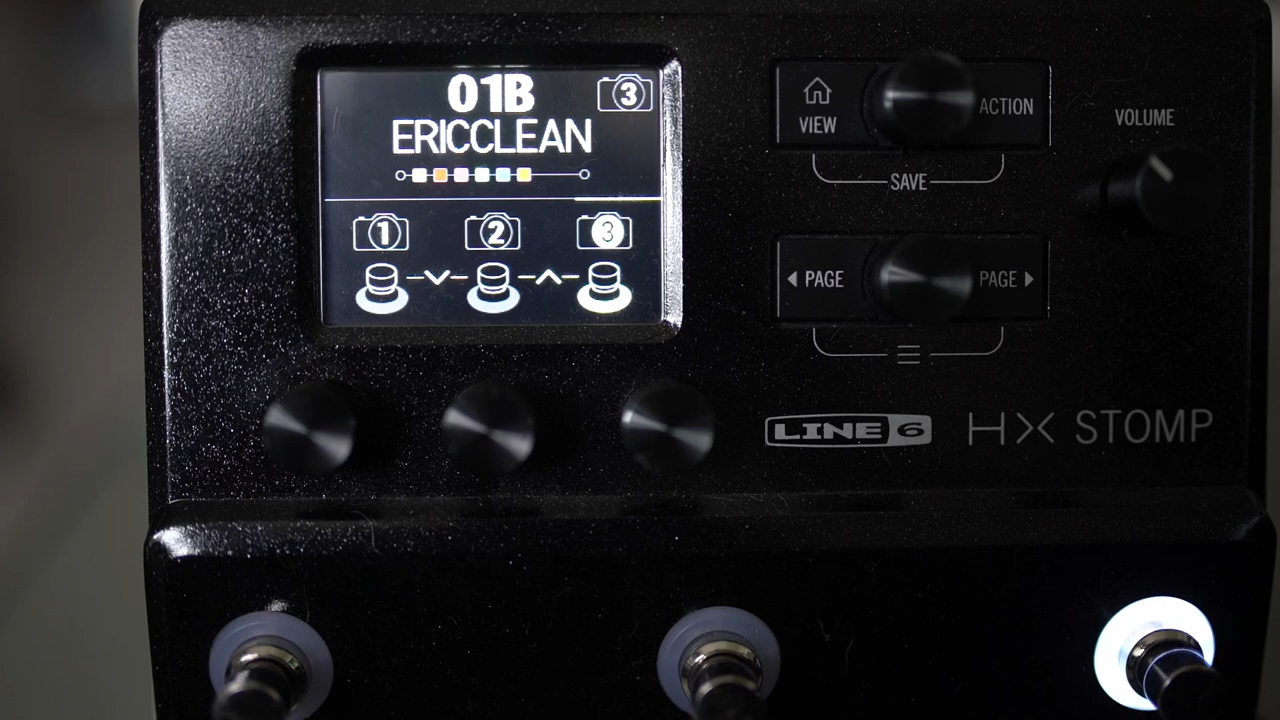 01B
3
ERICCLEAN
1 2 3
VIEW
ACTION
SAVE
VOLUME
PAGE
PAGE
LINE 6
HX STOMP